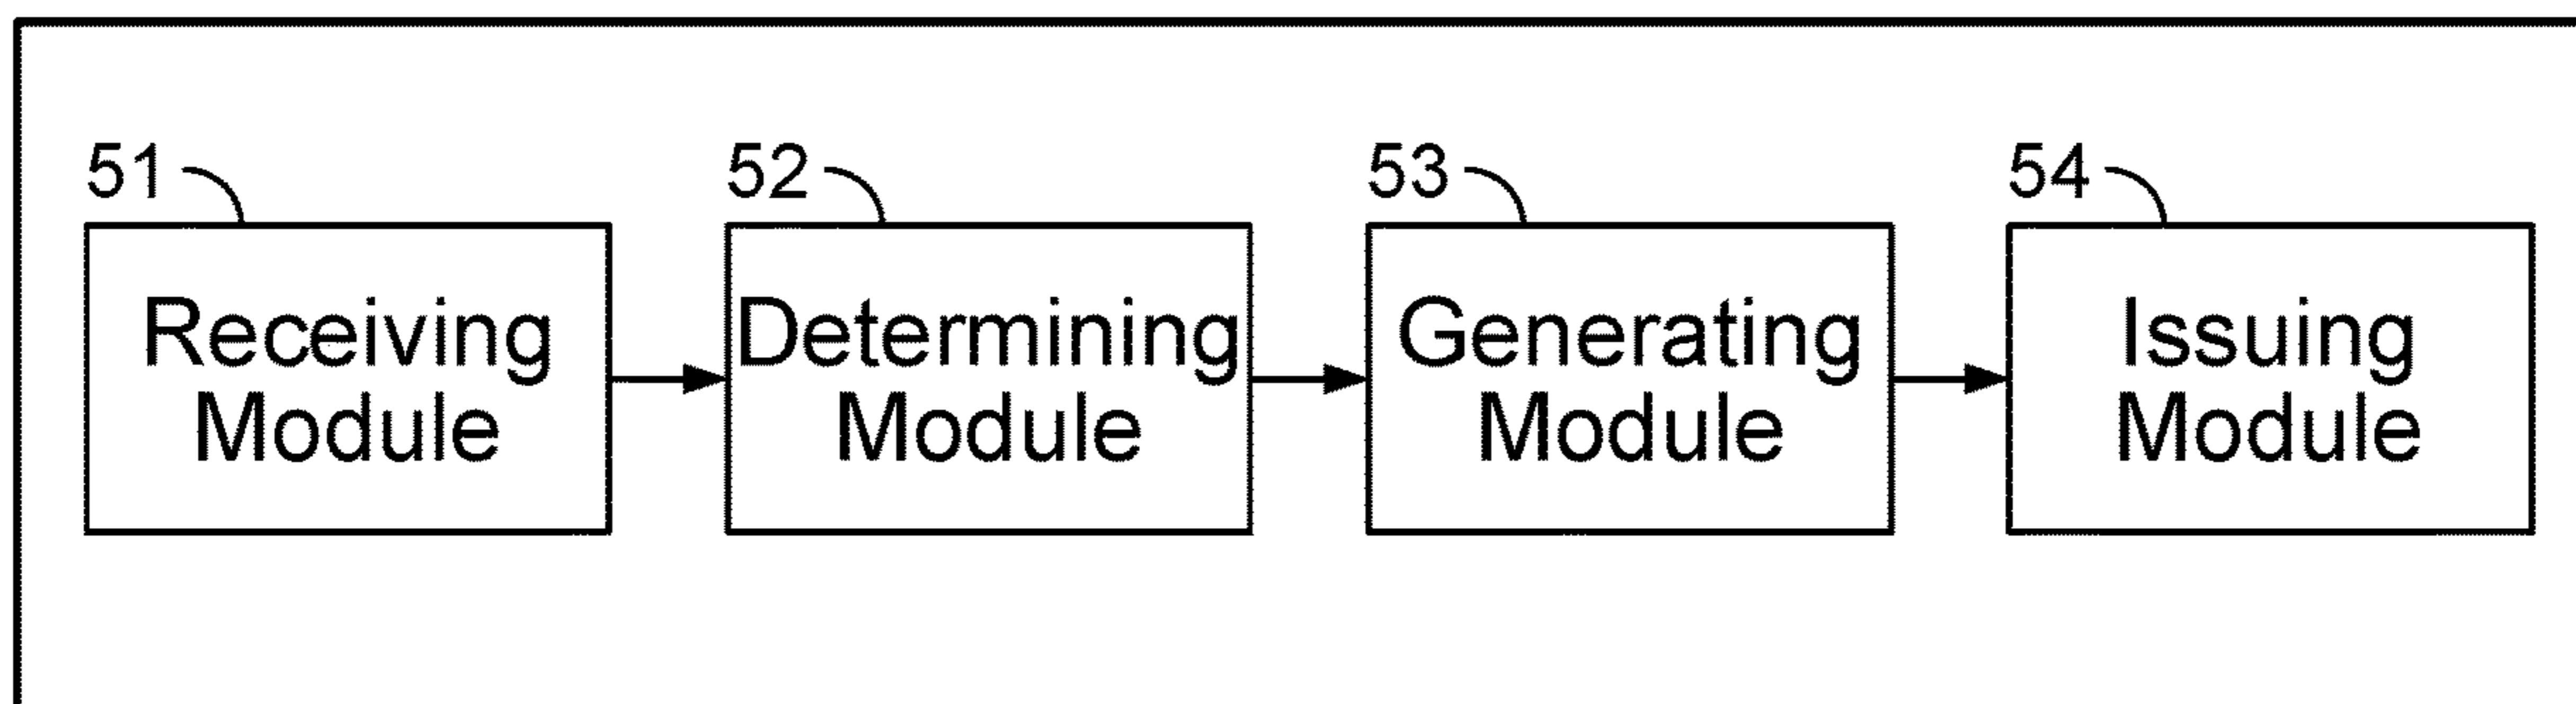 51
Receiving
Module
52
Determining
Module
53
Generating
Module
54
Issuing
Module